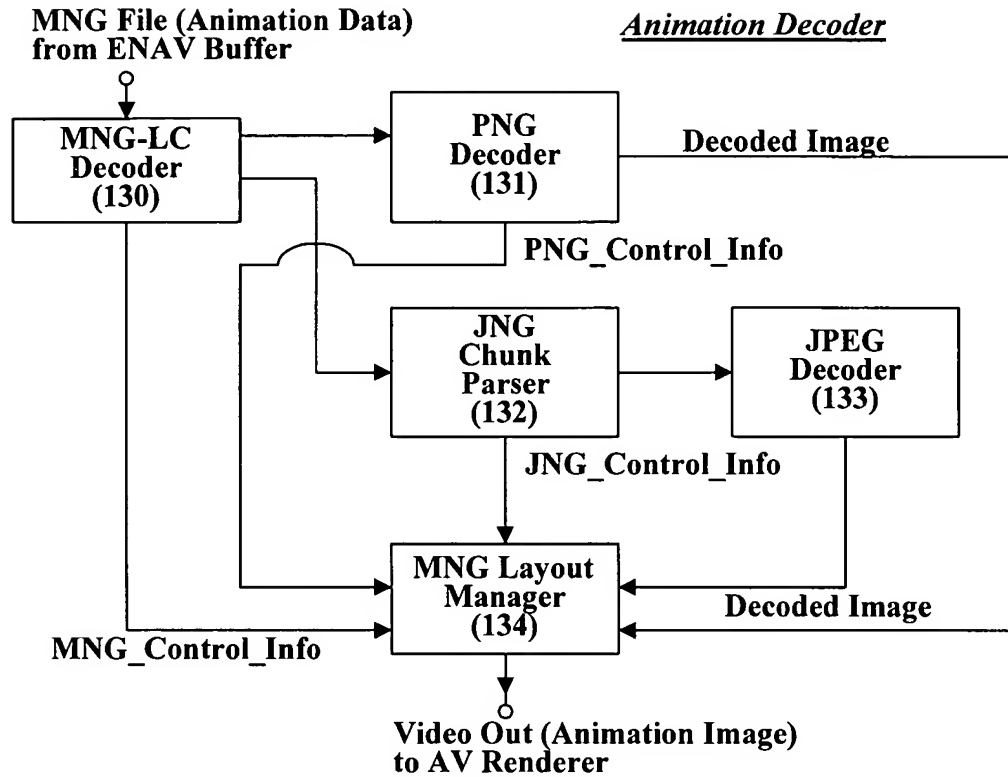 MNG File (Animation Data)
from ENAV Buffer
Animation Decoder
MNG-LC
Decoder
(130)
PNG
Decoder
(131)
Decoded Image
PNG_Control_Info
JNG
Chunk
Parser
(132)
JPEG
Decoder
(133)
JNG_Control_Info
MNG Layout
Manager
(134)
Decoded Image
MNG_Control_Info
Video Out (Animation Image)
to AV Renderer